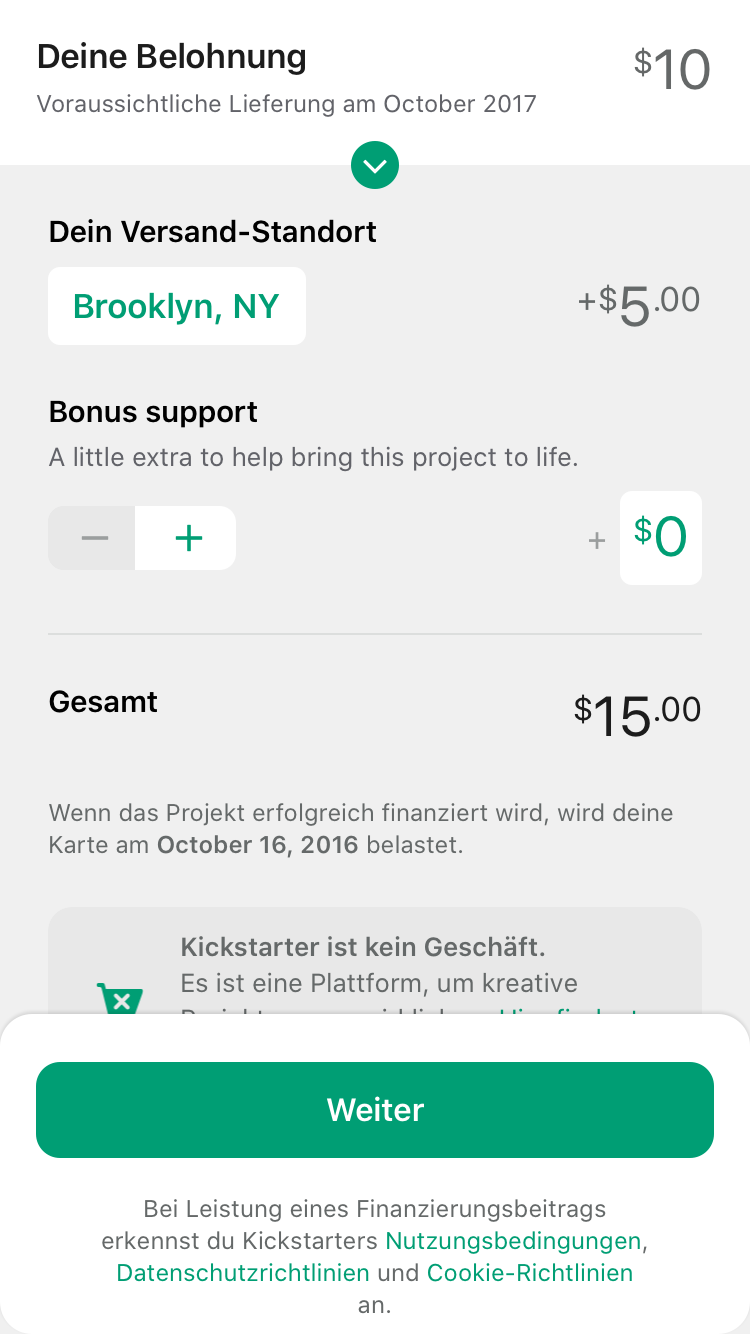 Deine Belohnung
$10
Voraussichtliche Lieferung am October 2017
Dein Versand-Standort
Brooklyn, NY
+$5.00
Bonus support
A little extra to help bring this project to life.
− +
+ $0
Gesamt
$15.00
Wenn das Projekt erfolgreich finanziert wird, wird deine
Karte am October 16, 2016 belastet.
Kickstarter ist kein Geschäft.
Es ist eine Plattform, um kreative
Weiter
Bei Leistung eines Finanzierungsbeitrags
erkennst du Kickstarters Nutzungsbedingungen,
Datenschutzrichtlinien und Cookie-Richtlinien
an.